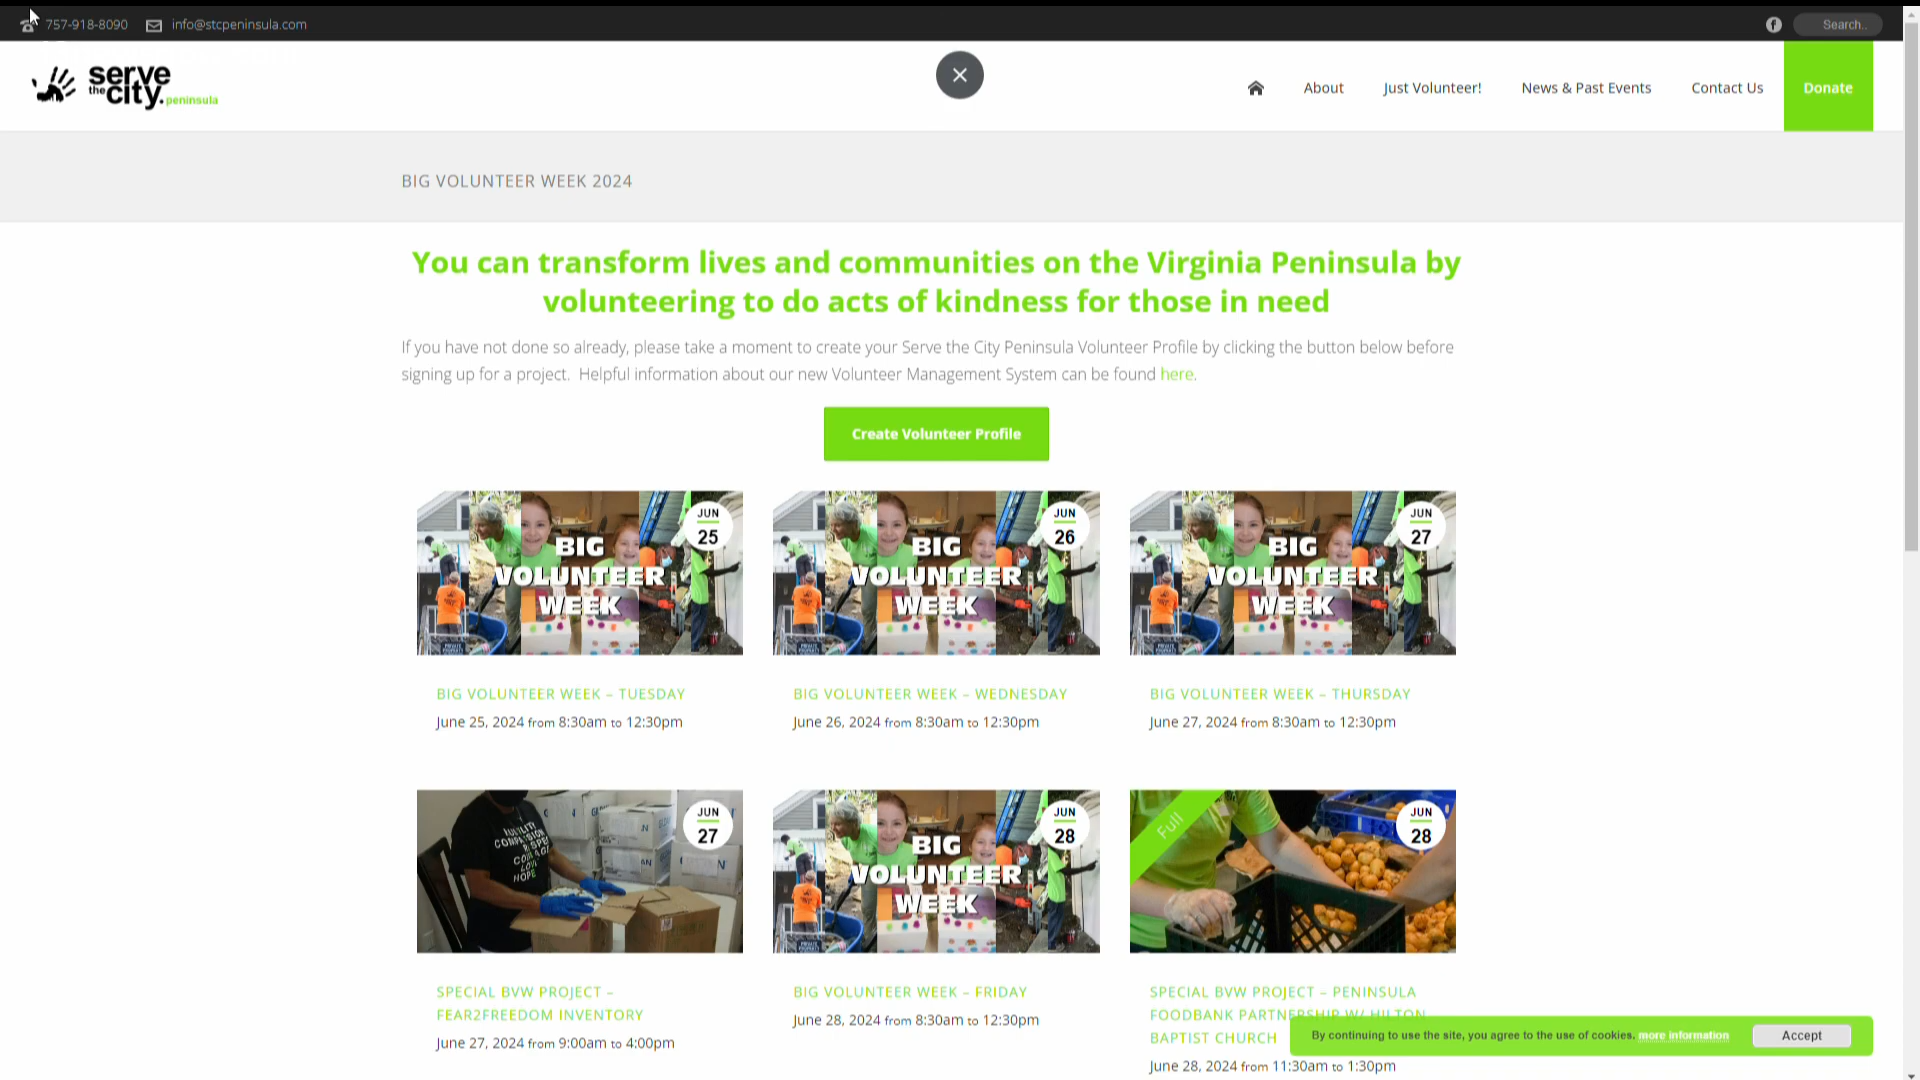 757-918-8090 info@stcpeninsula.com Search..
serve the city. peninsula
About Just Volunteer! News & Past Events Contact Us Donate
BIG VOLUNTEER WEEK 2024
You can transform lives and communities on the Virginia Peninsula by
volunteering to do acts of kindness for those in need
If you have not done so already, please take a moment to create your Serve the City Peninsula Volunteer Profile by clicking the button below before
signing up for a project. Helpful information about our new Volunteer Management System can be found here.
Create Volunteer Profile
JUN
25
BIG
VOLUNTEER
WEEK
JUN
26
BIG
VOLUNTEER
WEEK
JUN
27
BIG
VOLUNTEER
WEEK
BIG VOLUNTEER WEEK – TUESDAY
June 25, 2024 from 8:30am to 12:30pm
BIG VOLUNTEER WEEK – WEDNESDAY
June 26, 2024 from 8:30am to 12:30pm
BIG VOLUNTEER WEEK – THURSDAY
June 27, 2024 from 8:30am to 12:30pm
JUN
27
JUN
28
BIG
VOLUNTEER
WEEK
Full
JUN
28
SPECIAL BVW PROJECT –
FEAR2FREEDOM INVENTORY
June 27, 2024 from 9:00am to 4:00pm
BIG VOLUNTEER WEEK – FRIDAY
June 28, 2024 from 8:30am to 12:30pm
SPECIAL BVW PROJECT – PENINSULA
FOODBANK PARTNERSHIP W/ HILTON
BAPTIST CHURCH
June 28, 2024 from 11:30am to 1:30pm
By continuing to use the site, you agree to the use of cookies. more information Accept